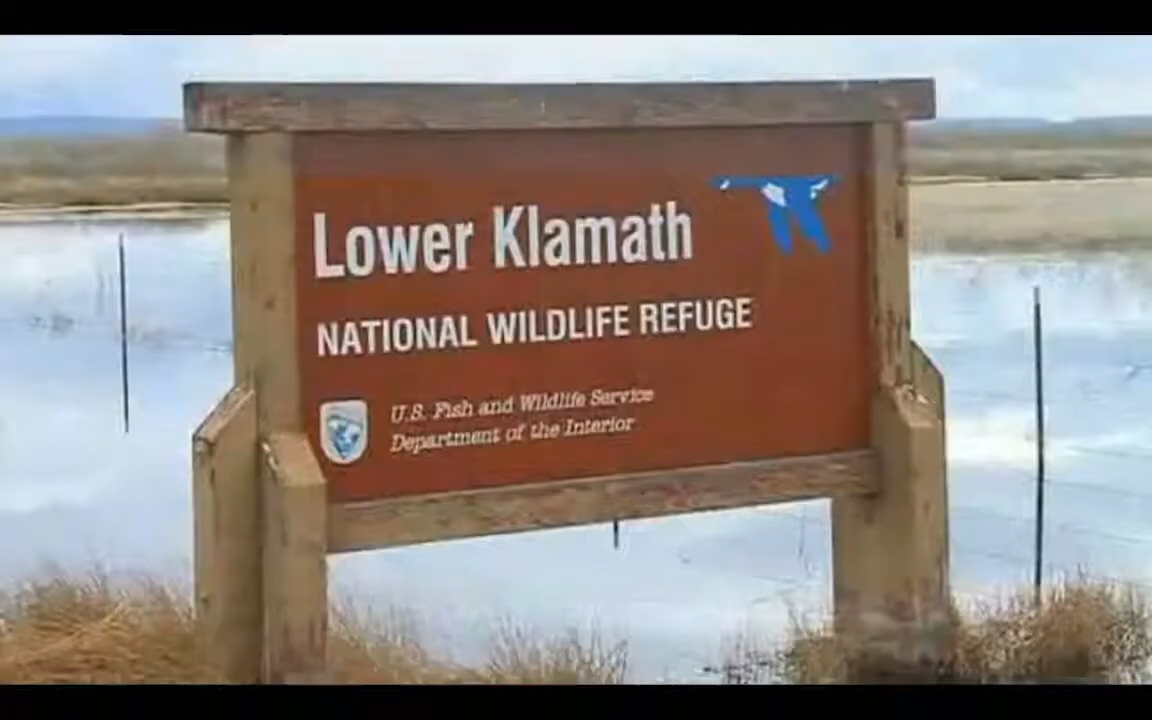 Lower Klamath
NATIONAL WILDLIFE REFUGE
U.S. Fish and Wildlife Service
Department of the Interior